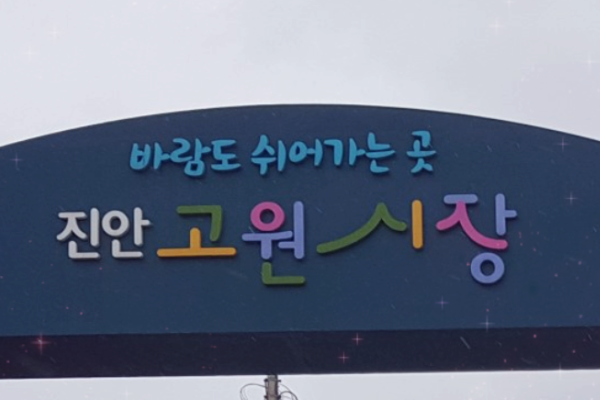 바람도 쉬어가는 곳
진안 고원시장